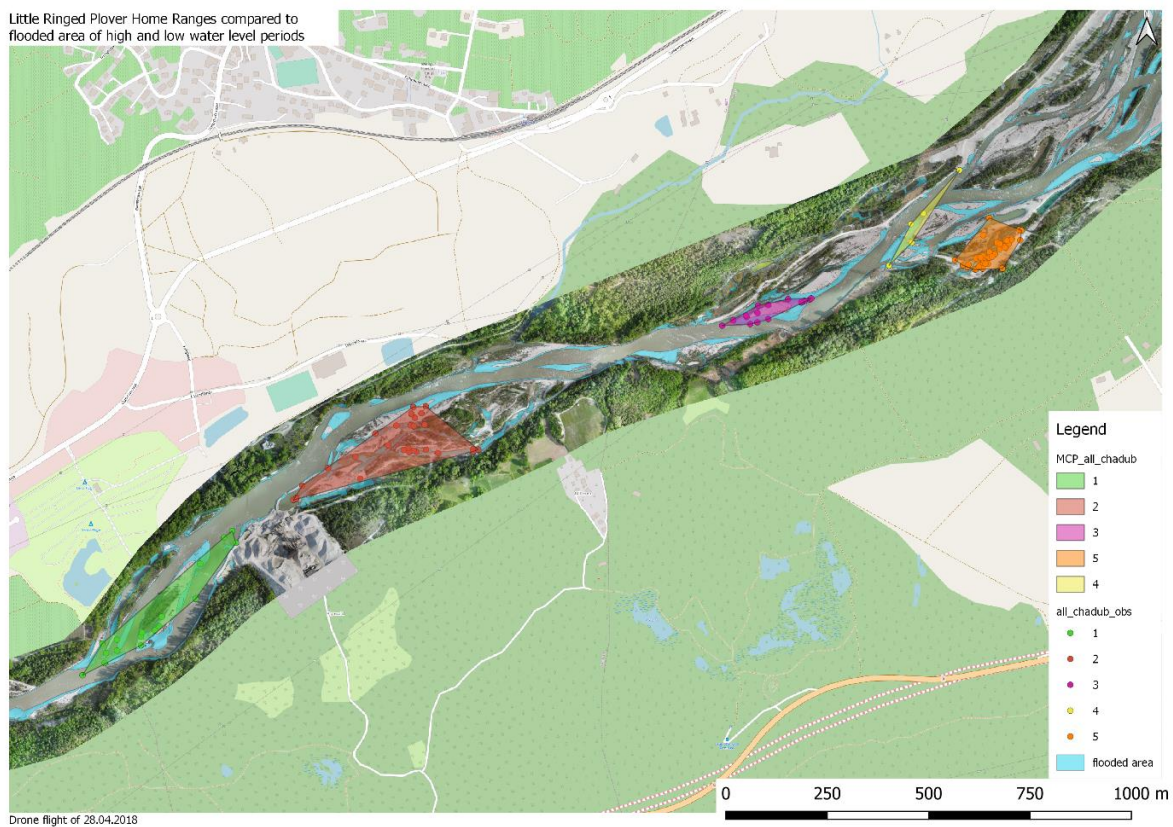 Little Ringed Plover Home Ranges compared to
flooded area of high and low water level periods
Legend
MCP_all_chadub
1
2
3
5
4
all_chadub_obs
1
2
3
4
5
flooded area
0 250 500 750 1000 m
Drone flight of 28.04.2018